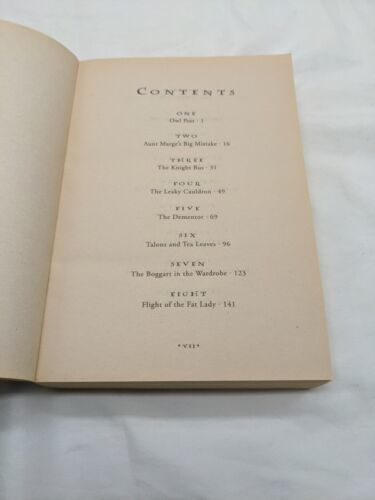 CONTENTS
ONE
Owl Post · 1
TWO
Aunt Marge's Big Mistake · 16
THREE
The Knight Bus · 31
FOUR
The Leaky Cauldron · 49
FIVE
The Dementor · 69
SIX
Talons and Tea Leaves · 96
SEVEN
The Boggart in the Wardrobe · 123
EIGHT
Flight of the Fat Lady · 141
· vii ·